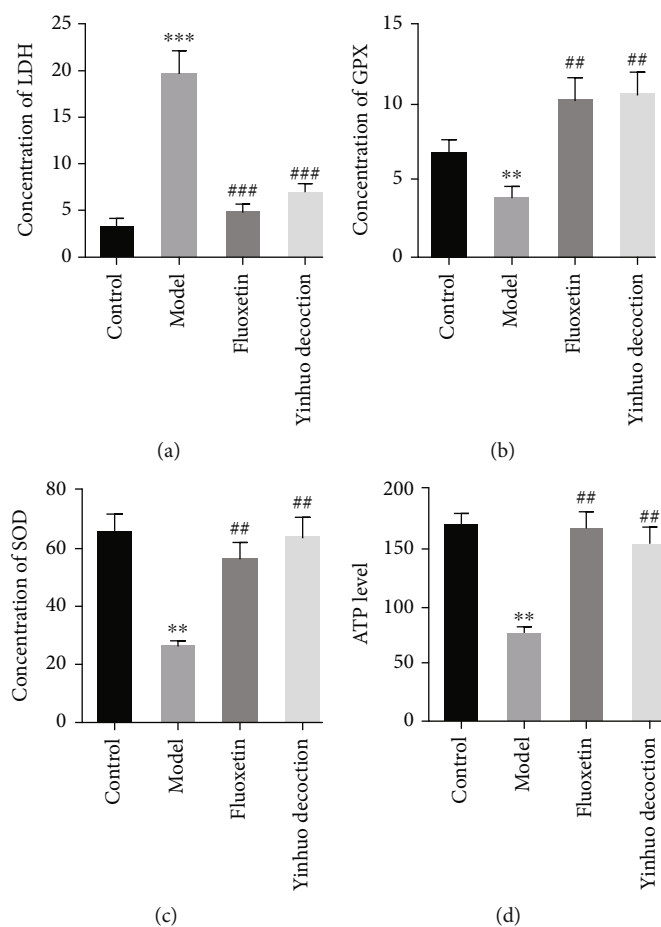 Concentration of LDH
25
20
15
10
5
0
***
###
###
Control
Model
Fluoxetin
Yinhuo decoction
(a)
Concentration of GPX
15
10
5
0
**
##
##
Control
Model
Fluoxetin
Yinhuo decoction
(b)
Concentration of SOD
80
60
40
20
0
**
##
##
Control
Model
Fluoxetin
Yinhuo decoction
(c)
ATP level
200
150
100
50
0
**
##
##
Control
Model
Fluoxetin
Yinhuo decoction
(d)